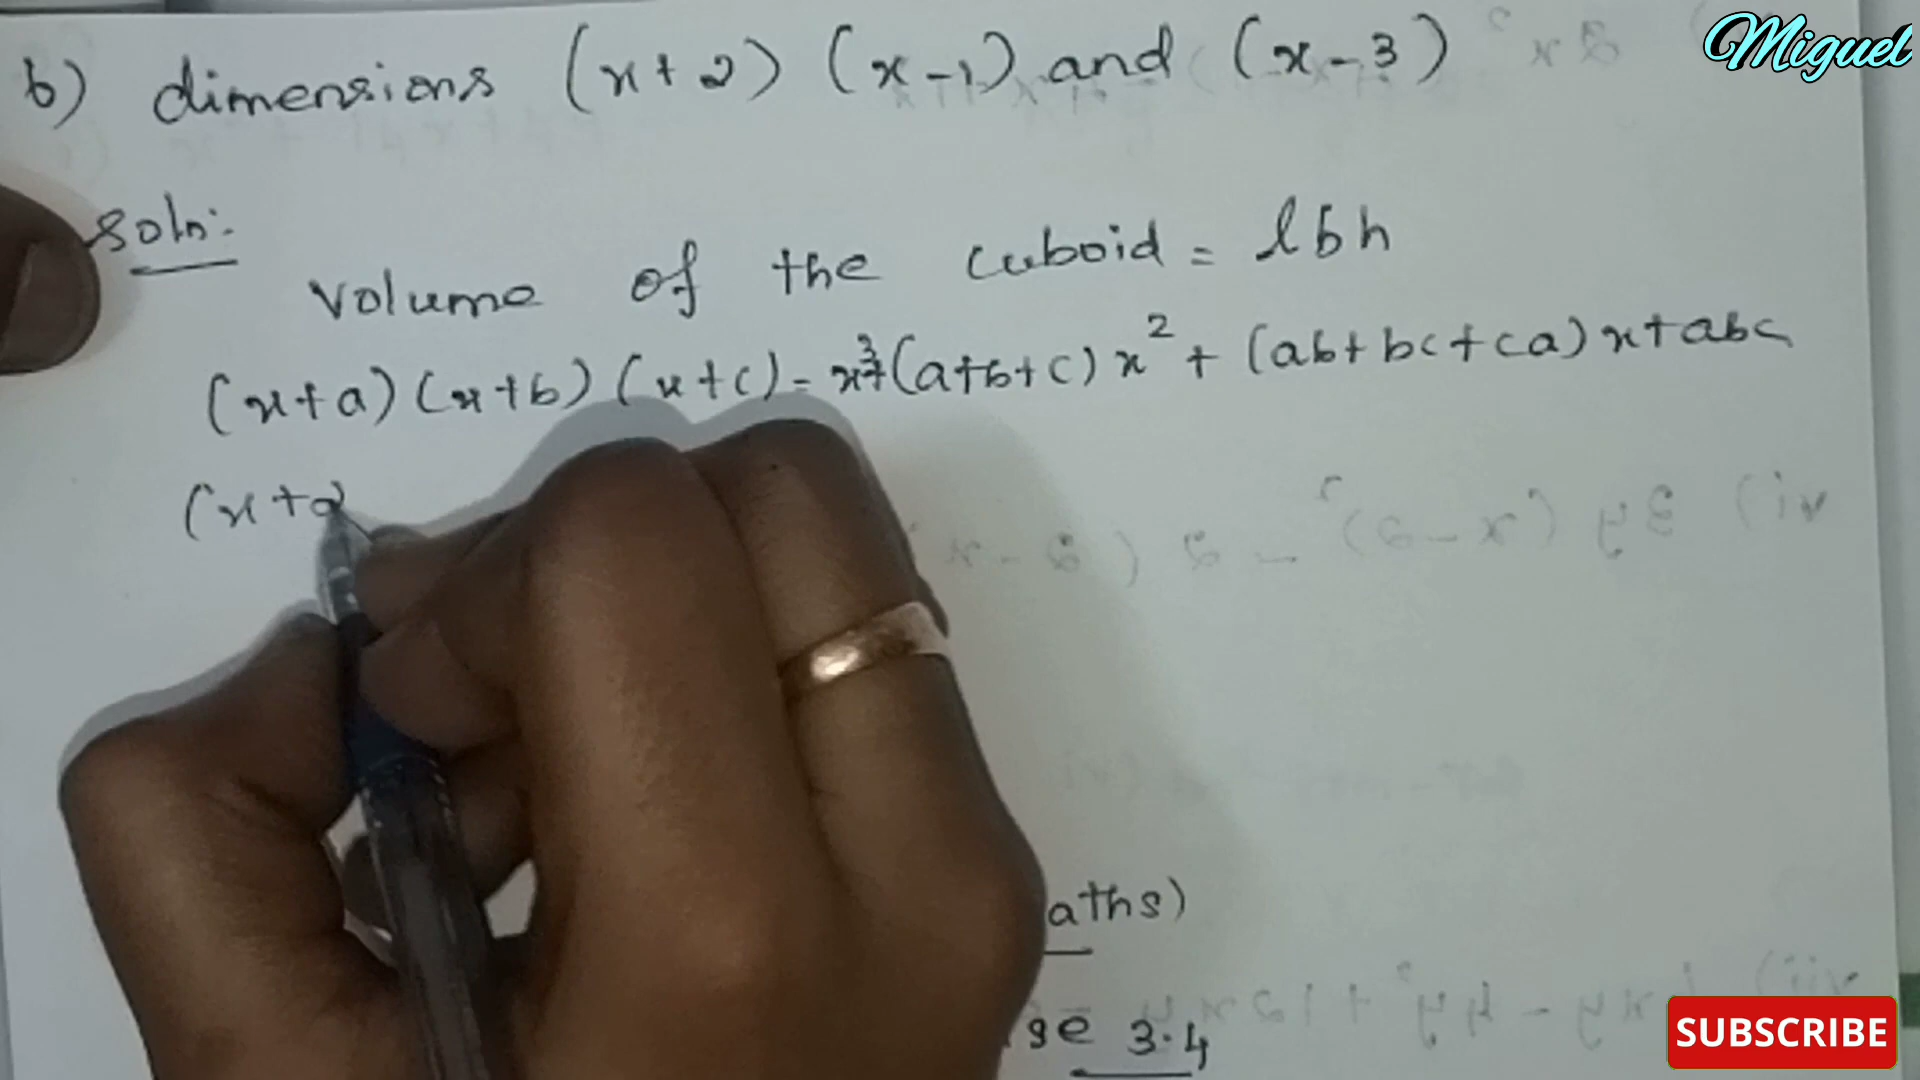 Miguel
b) dimensions (x+2) (x-1) and (x-3)
soln:
Volume of the cuboid = lbh
(x+a)(x+b)(x+c) = x³+(a+b+c)x²+(ab+bc+ca)x+abc
(x+2
aths)
se 3.4
SUBSCRIBE